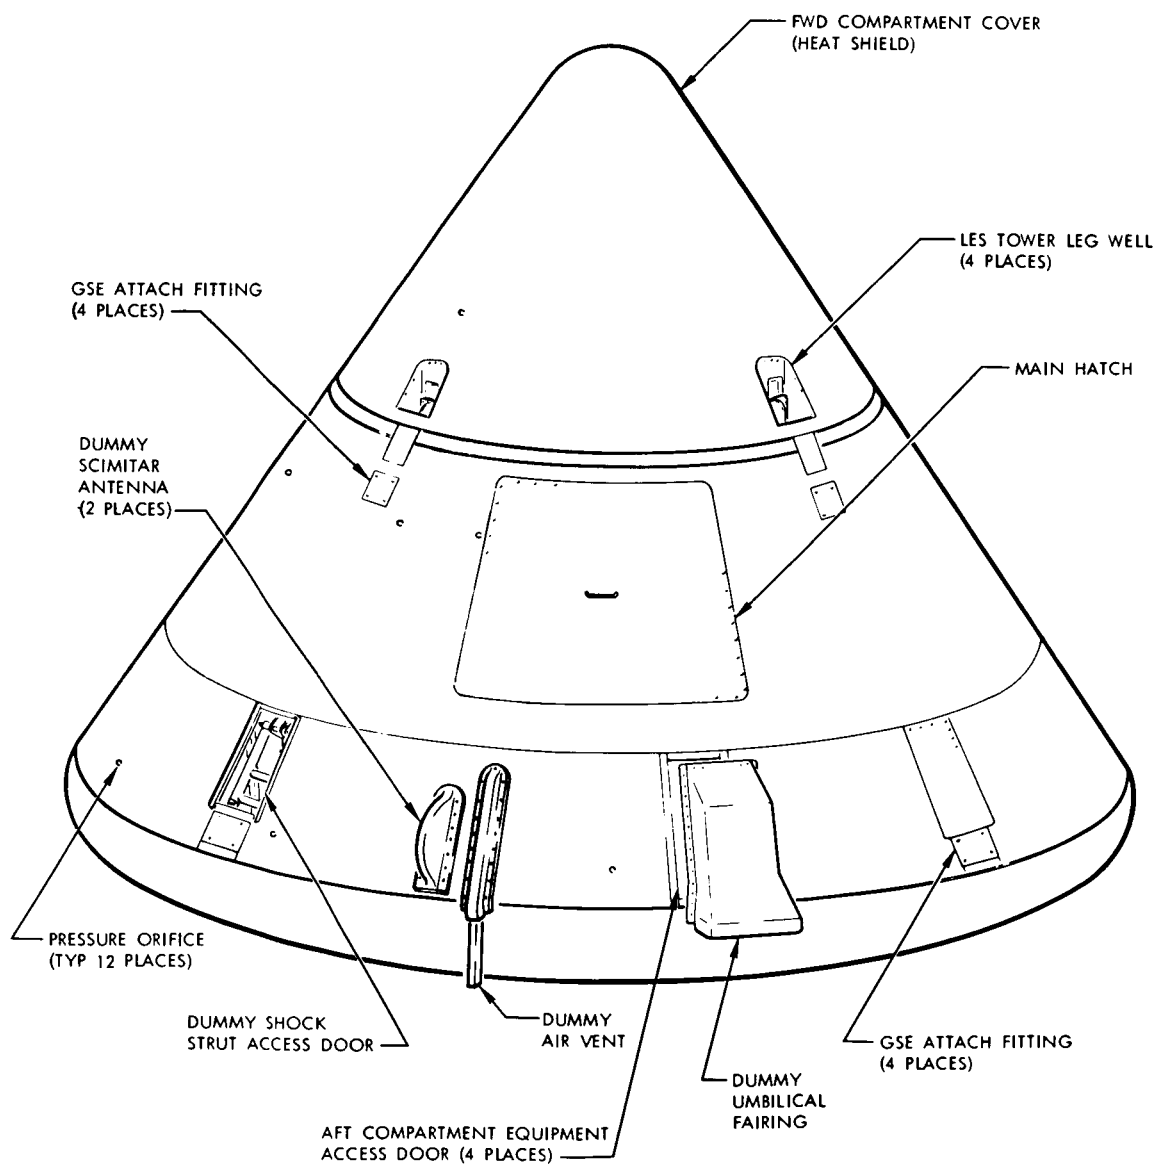 FWD COMPARTMENT COVER
(HEAT SHIELD)
LES TOWER LEG WELL
(4 PLACES)
GSE ATTACH FITTING
(4 PLACES)
MAIN HATCH
DUMMY
SCIMITAR
ANTENNA
(2 PLACES)
PRESSURE ORIFICE
(TYP 12 PLACES)
DUMMY SHOCK
STRUT ACCESS DOOR
DUMMY
AIR VENT
GSE ATTACH FITTING
(4 PLACES)
DUMMY
UMBILICAL
FAIRING
AFT COMPARTMENT EQUIPMENT
ACCESS DOOR (4 PLACES)